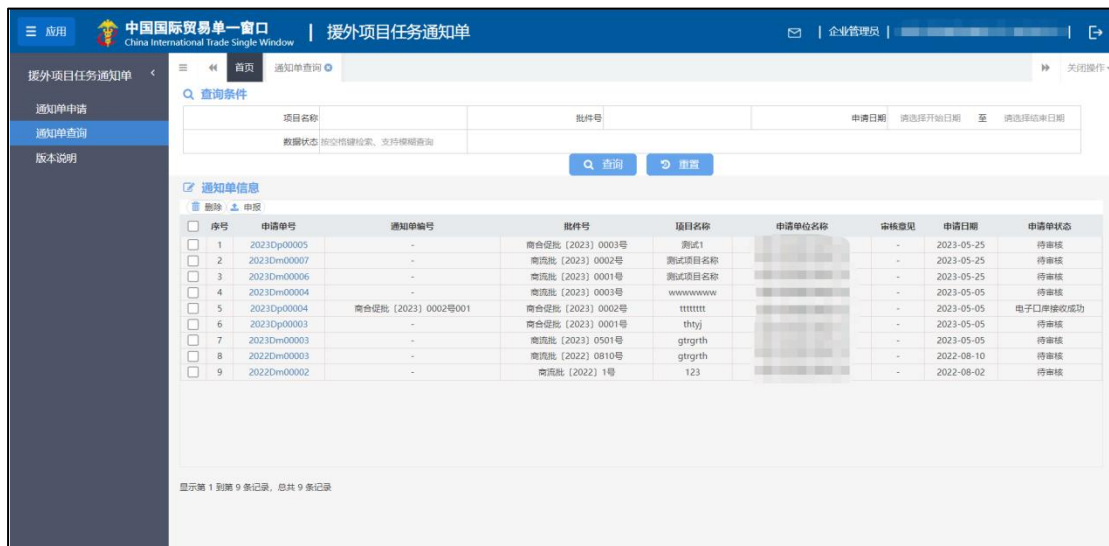 应用 中国国际贸易单一窗口 | 援外项目任务通知单 | 企业管理员 |
China International Trade Single Window
援外项目任务通知单 首页 通知单查询 关闭操作
通知单申请
通知单查询
版本说明
查询条件
项目名称 批件号 申请日期 请选择开始日期 至 请选择结束日期
数据状态 按空格键检索，支持模糊查询
查询 重置
通知单信息
删除 申报
序号 申请单号 通知单编号 批件号 项目名称 申请单位名称 审核意见 申请日期 申请单状态
1 2023Dp00005 - 商合促批〔2023〕0003号 测试1 - 2023-05-25 待审核
2 2023Dm00007 - 商流批〔2023〕0002号 测试项目名称 - 2023-05-25 待审核
3 2023Dm00006 - 商流批〔2023〕0001号 测试项目名称 - 2023-05-25 待审核
4 2023Dm00004 - 商流批〔2023〕0003号 wwwwwww - 2023-05-05 待审核
5 2023Dp00004 商合促批〔2023〕0002号001 商合促批〔2023〕0002号 tttttttt - 2023-05-05 电子口岸接收成功
6 2023Dp00003 - 商合促批〔2023〕0001号 thtyj - 2023-05-05 待审核
7 2023Dm00003 - 商流批〔2023〕0501号 gtrgrth - 2023-05-05 待审核
8 2022Dm00003 - 商流批〔2022〕0810号 gtrgrth - 2022-08-10 待审核
9 2022Dm00002 - 商流批〔2022〕1号 123 - 2022-08-02 待审核
显示第 1 到第 9 条记录，总共 9 条记录